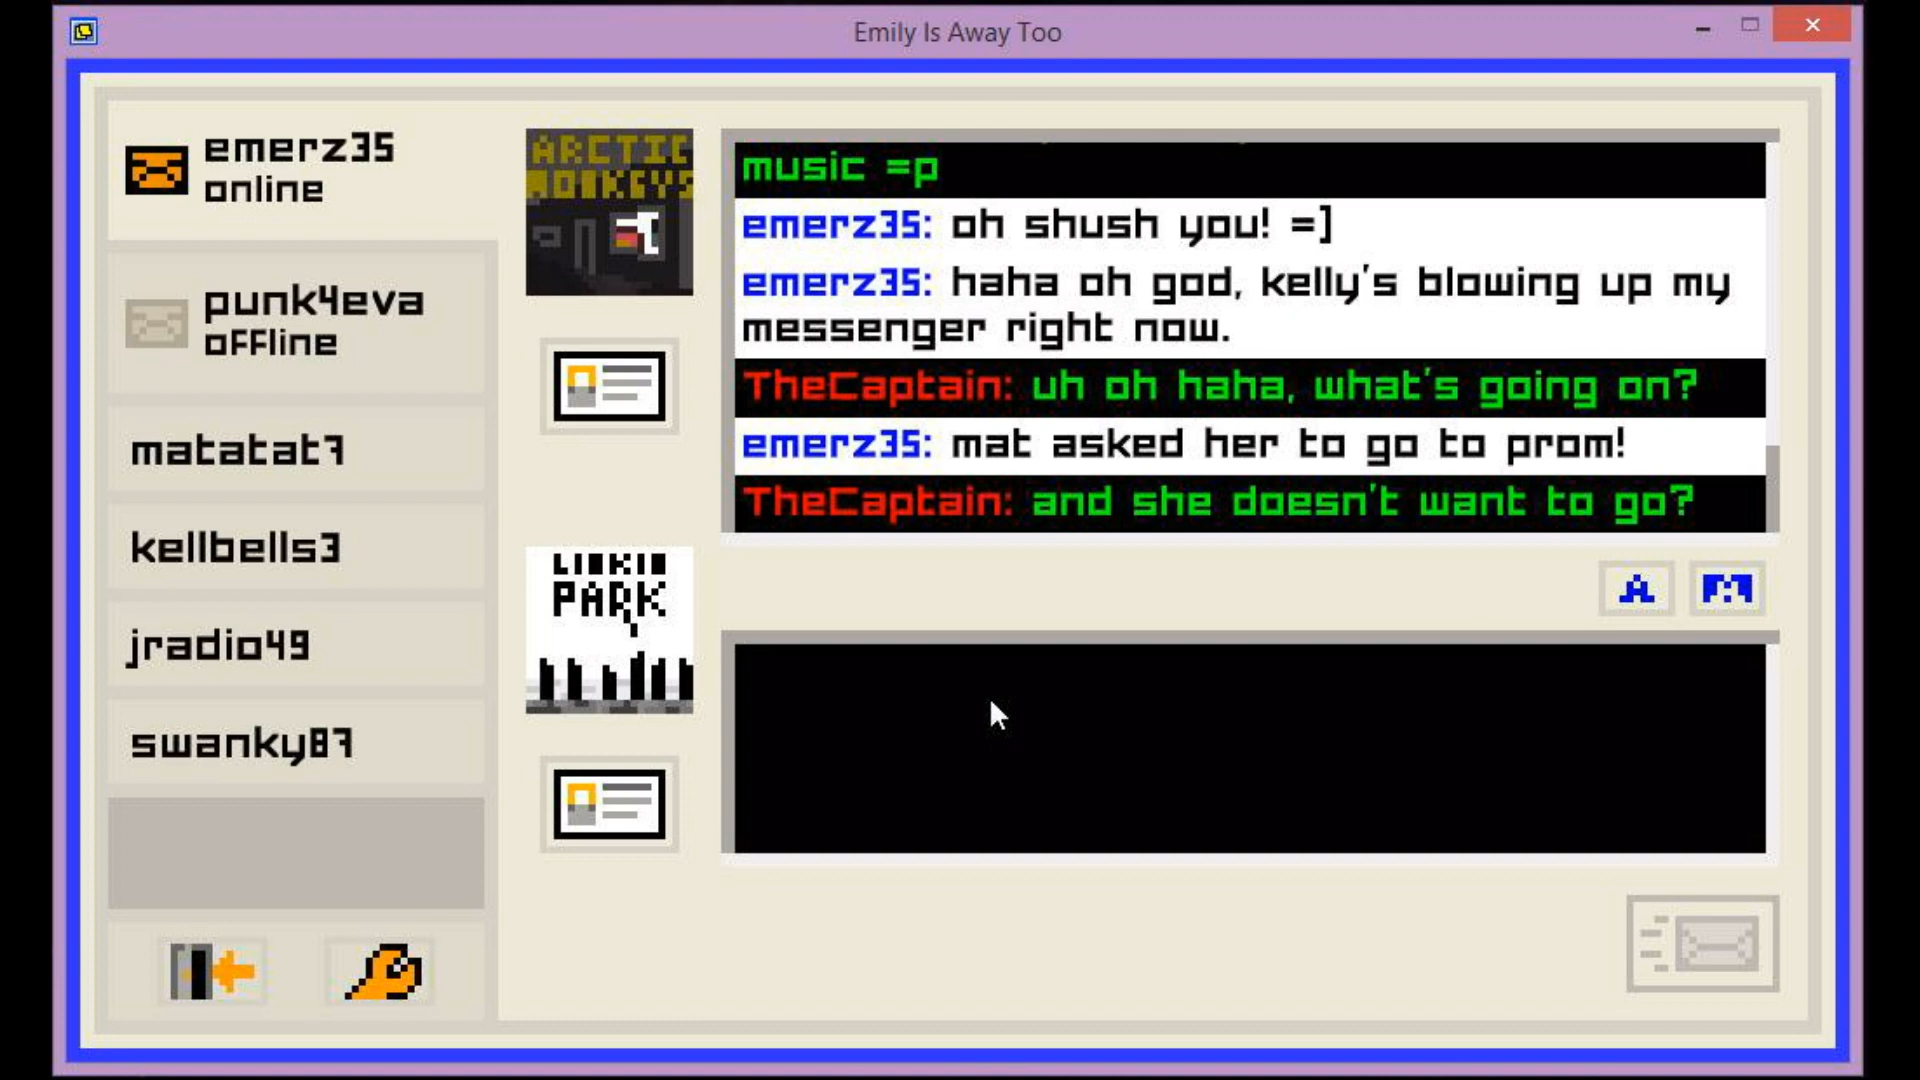 Emily Is Away Too
emerz35
online
punk4eva
offline
matatat7
kellbells3
jradio49
swanky87
ARCTIC
MONKEYS
LINKIN
PARK
music =p
emerz35: oh shush you! =]
emerz35: haha oh god, kelly's blowing up my
messenger right now.
TheCaptain: uh oh haha, what's going on?
emerz35: mat asked her to go to prom!
TheCaptain: and she doesn't want to go?
A